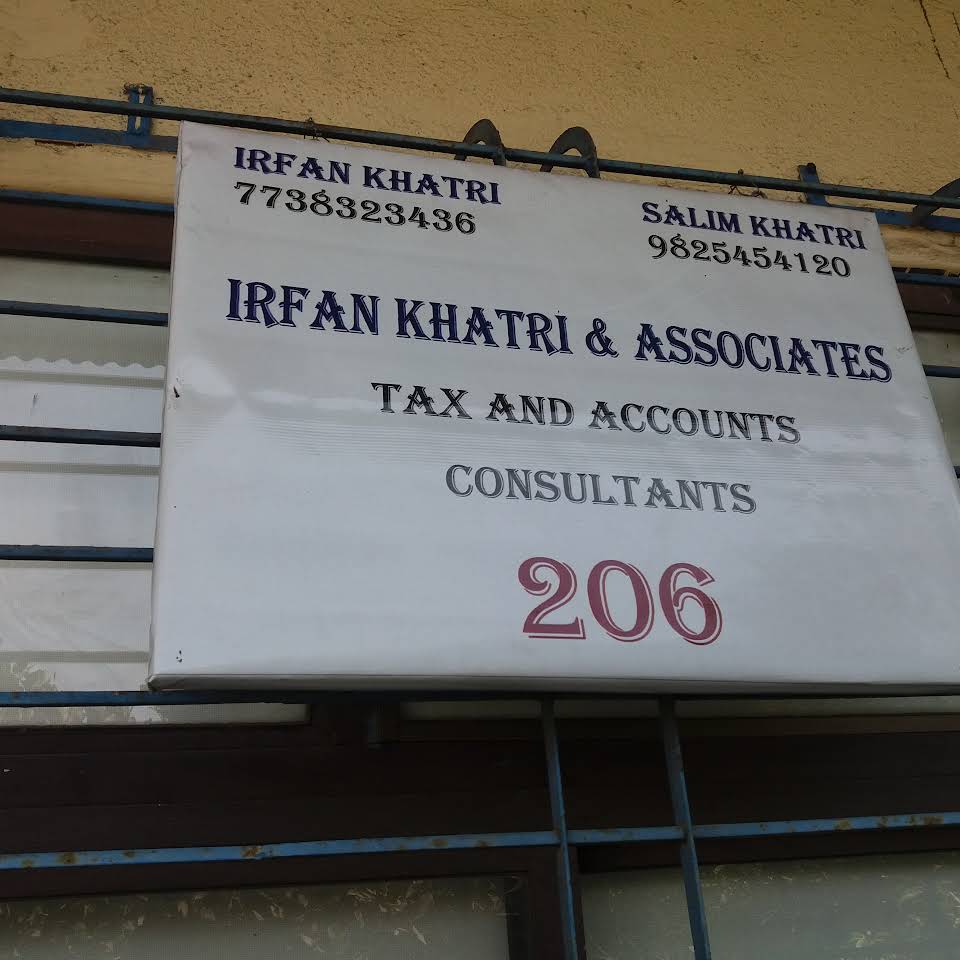 IRFAN KHATRI
7738323436
SALIM KHATRI
9825454120
IRFAN KHATRI & ASSOCIATES
TAX AND ACCOUNTS
CONSULTANTS
206